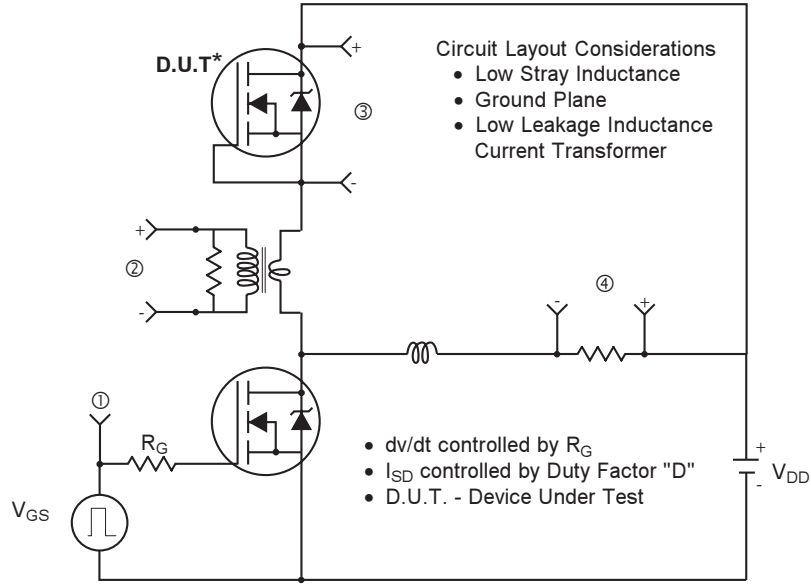 D.U.T*
+
Circuit Layout Considerations
• Low Stray Inductance
• Ground Plane
• Low Leakage Inductance
Current Transformer
③
-
+
②
-
④
- +
①
R_G
• dv/dt controlled by R_G
• I_SD controlled by Duty Factor "D"
• D.U.T. - Device Under Test
+
V_DD
-
V_GS